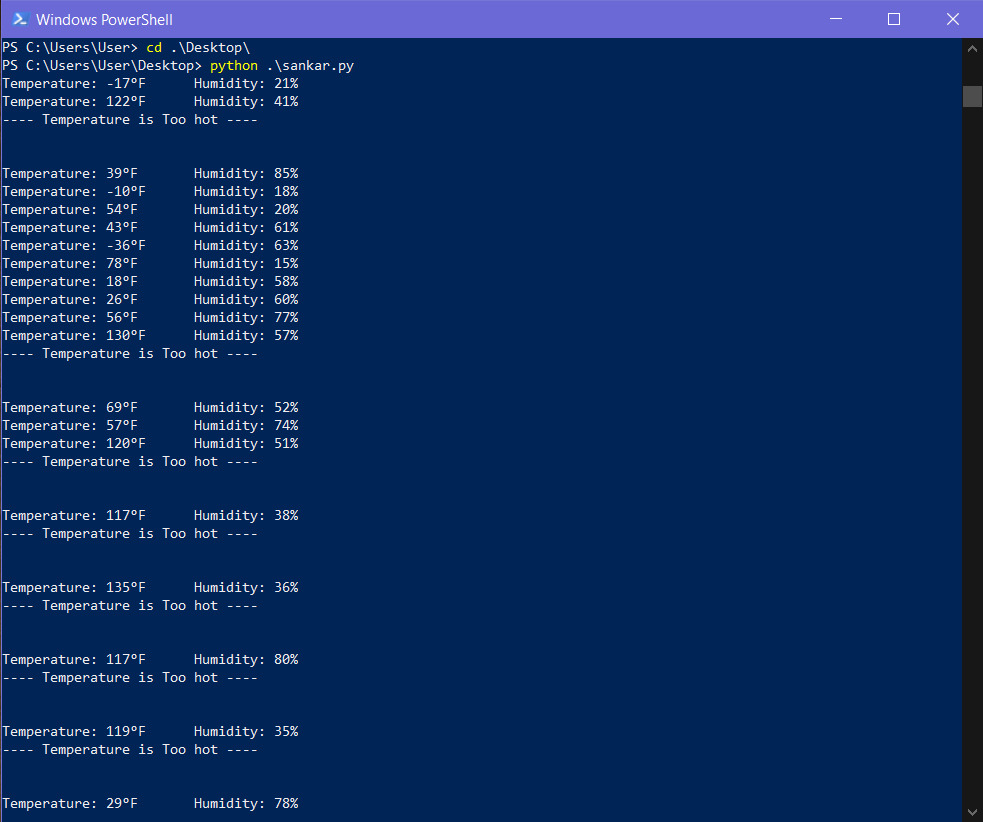 Windows PowerShell
PS C:\Users\User> cd .\Desktop\
PS C:\Users\User\Desktop> python .\sankar.py
Temperature: -17°F      Humidity: 21%
Temperature: 122°F      Humidity: 41%
---- Temperature is Too hot ----
Temperature: 39°F       Humidity: 85%
Temperature: -10°F      Humidity: 18%
Temperature: 54°F       Humidity: 20%
Temperature: 43°F       Humidity: 61%
Temperature: -36°F      Humidity: 63%
Temperature: 78°F       Humidity: 15%
Temperature: 18°F       Humidity: 58%
Temperature: 26°F       Humidity: 60%
Temperature: 56°F       Humidity: 77%
Temperature: 130°F      Humidity: 57%
---- Temperature is Too hot ----
Temperature: 69°F       Humidity: 52%
Temperature: 57°F       Humidity: 74%
Temperature: 120°F      Humidity: 51%
---- Temperature is Too hot ----
Temperature: 117°F      Humidity: 38%
---- Temperature is Too hot ----
Temperature: 135°F      Humidity: 36%
---- Temperature is Too hot ----
Temperature: 117°F      Humidity: 80%
---- Temperature is Too hot ----
Temperature: 119°F      Humidity: 35%
---- Temperature is Too hot ----
Temperature: 29°F       Humidity: 78%